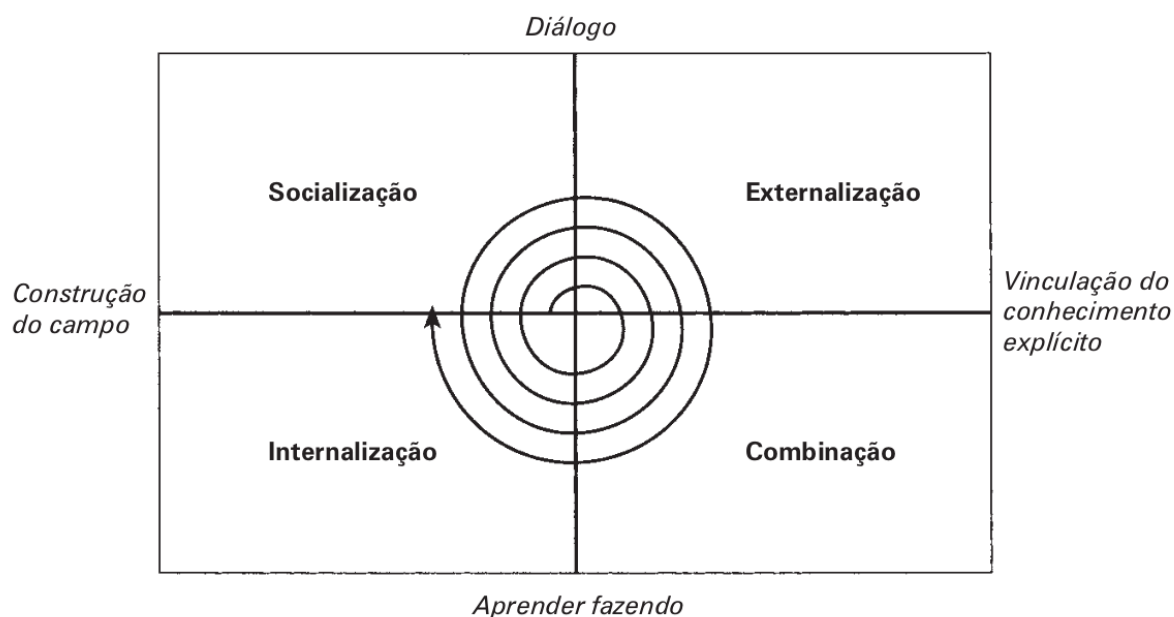 Diálogo
Socialização
Externalização
Construção
do campo
Vinculação do
conhecimento
explícito
Internalização
Combinação
Aprender fazendo